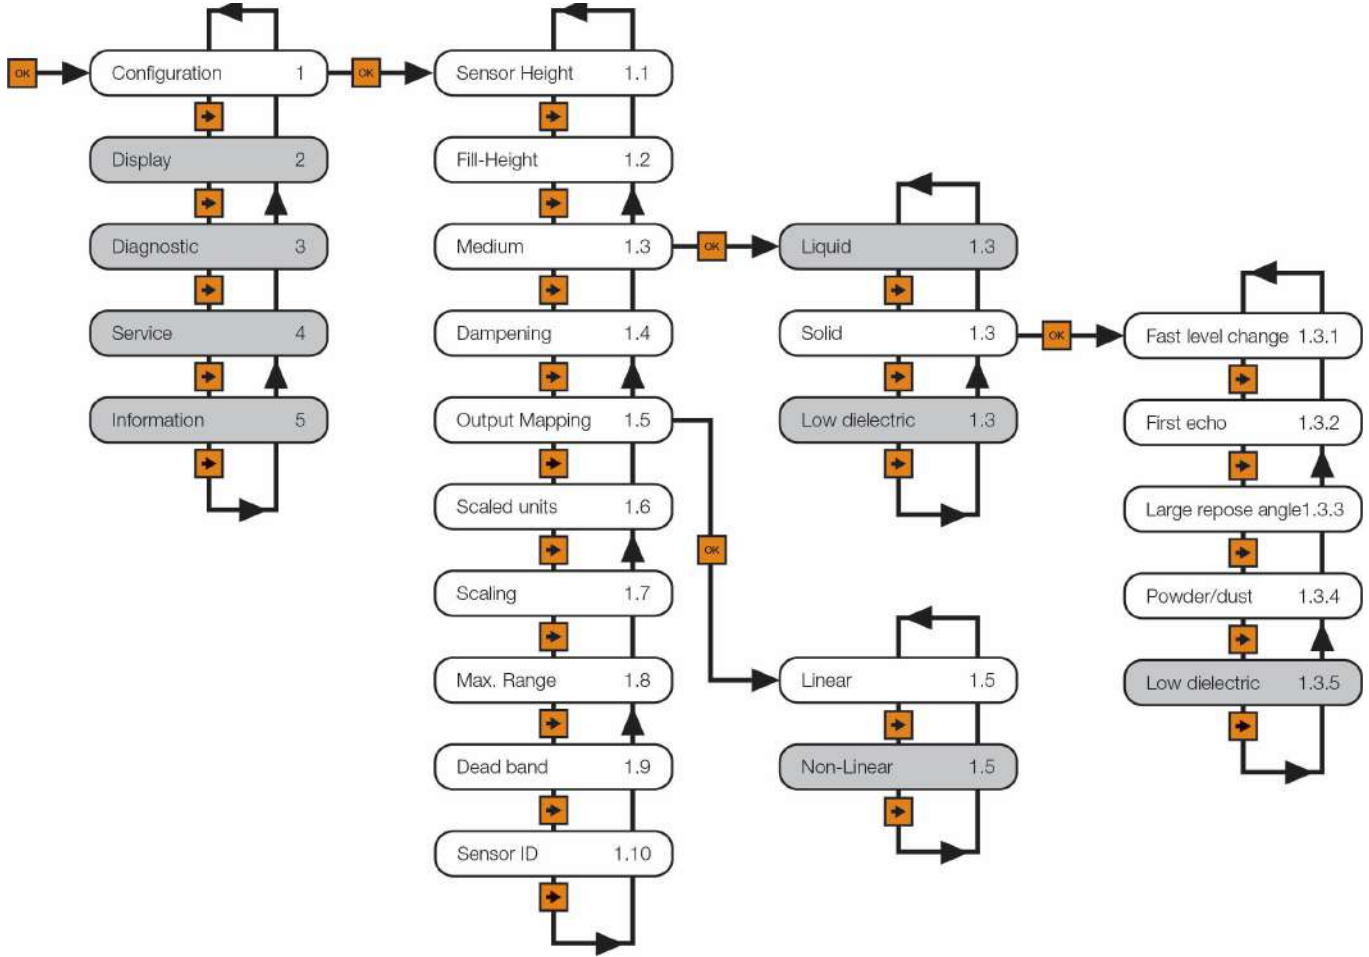 OK
Configuration 1
OK
Display 2
Diagnostic 3
Service 4
Information 5
Sensor Height 1.1
Fill-Height 1.2
Medium 1.3
OK
Dampening 1.4
Output Mapping 1.5
OK
Scaled units 1.6
Scaling 1.7
Max. Range 1.8
Dead band 1.9
Sensor ID 1.10
Liquid 1.3
Solid 1.3
OK
Low dielectric 1.3
Linear 1.5
Non-Linear 1.5
Fast level change 1.3.1
First echo 1.3.2
Large repose angle1.3.3
Powder/dust 1.3.4
Low dielectric 1.3.5